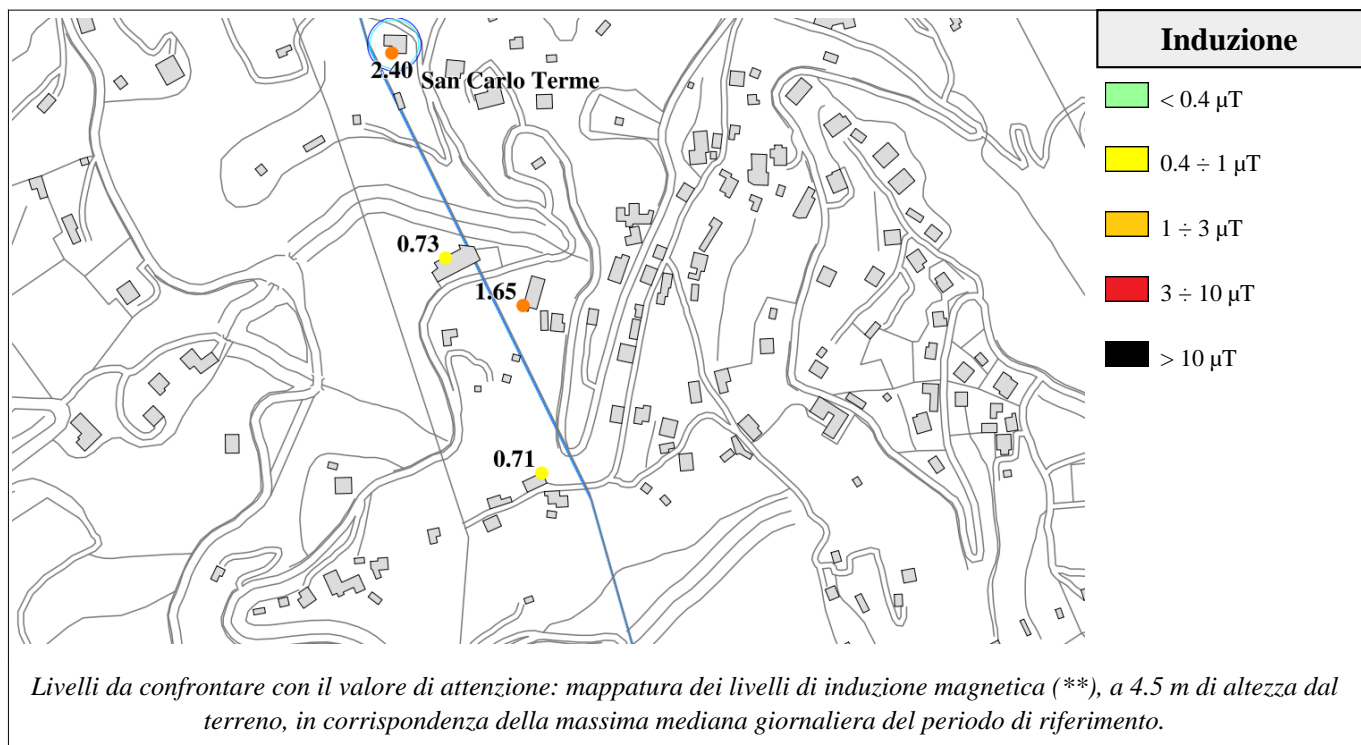 Induzione
< 0.4 µT
0.4 ÷ 1 µT
1 ÷ 3 µT
3 ÷ 10 µT
> 10 µT
2.40
San Carlo Terme
0.73
1.65
0.71
Livelli da confrontare con il valore di attenzione: mappatura dei livelli di induzione magnetica (**), a 4.5 m di altezza dal
terreno, in corrispondenza della massima mediana giornaliera del periodo di riferimento.